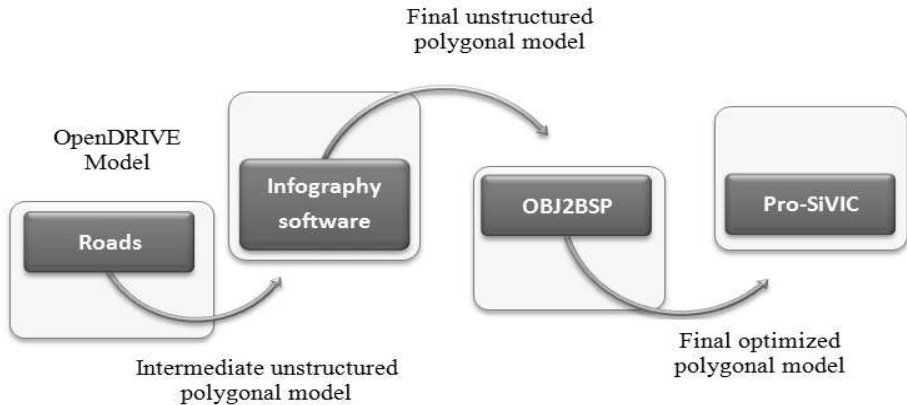 Final unstructured
polygonal model
OpenDRIVE
Model
Infography
software
Roads
OBJ2BSP
Pro-SiVIC
Intermediate unstructured
polygonal model
Final optimized
polygonal model